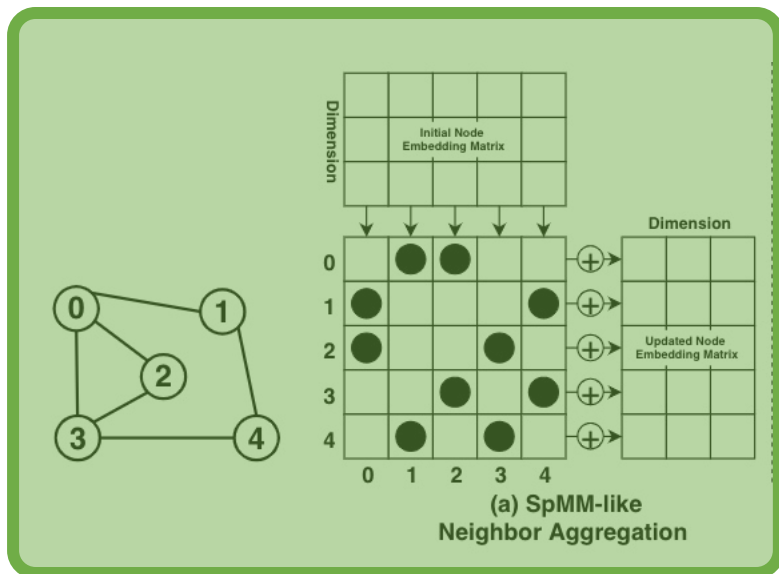 Dimension
Initial Node
Embedding Matrix
Dimension
0
1
2
3
4
0
1
2
3
4
Updated Node
Embedding Matrix
0
1
2
3
4
(a) SpMM-like
Neighbor Aggregation